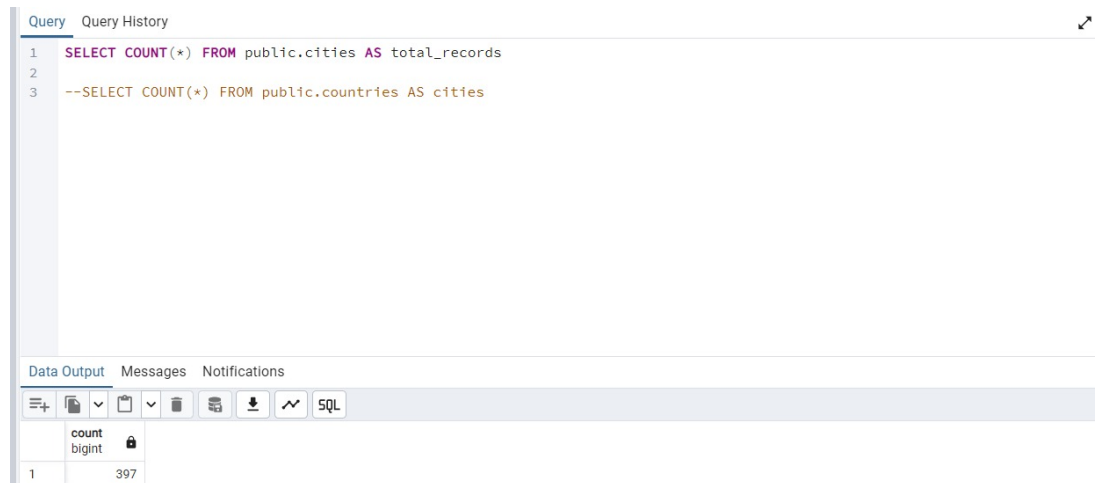 Query Query History
1 SELECT COUNT(*) FROM public.cities AS total_records
2
3 --SELECT COUNT(*) FROM public.countries AS cities
Data Output Messages Notifications
SQL
count
bigint
1 397